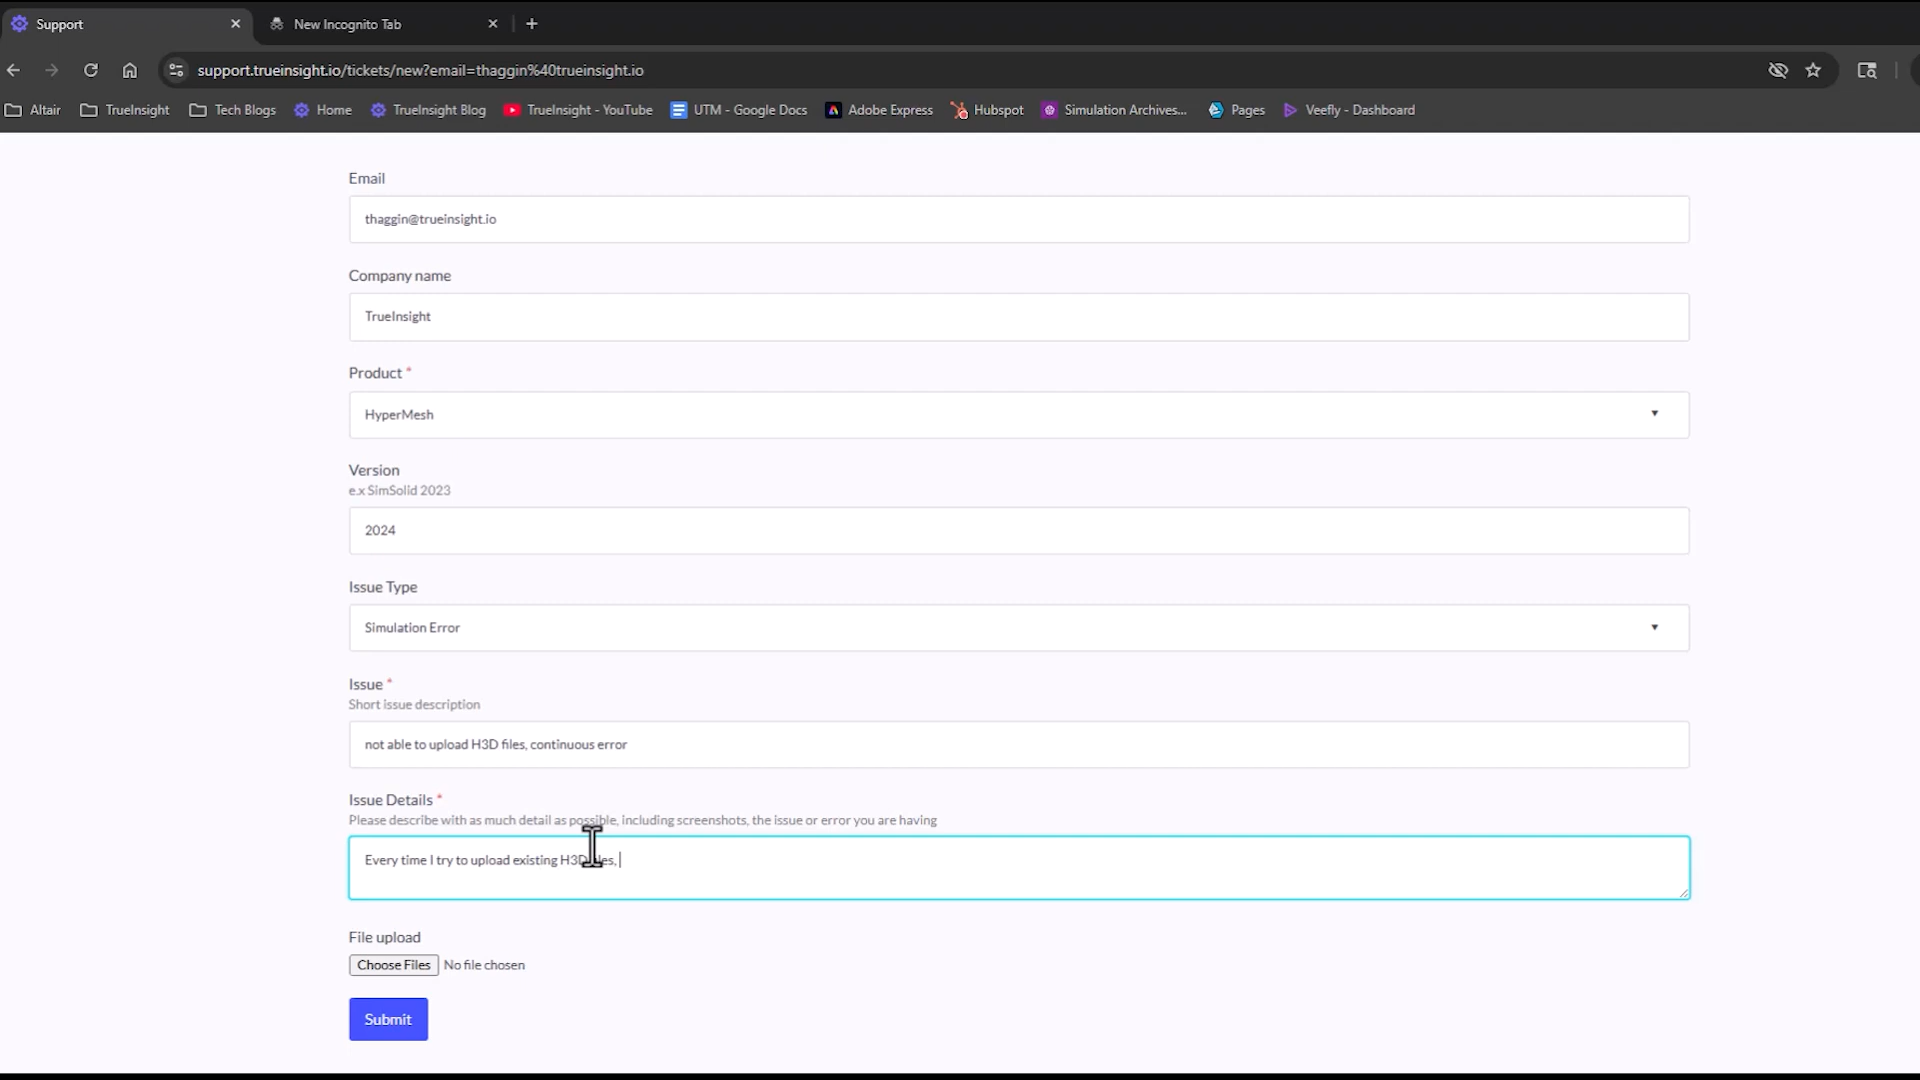 Support
New Incognito Tab
support.trueinsight.io/tickets/new?email=thaggin%40trueinsight.io
Altair TrueInsight Tech Blogs Home TrueInsight Blog TrueInsight - YouTube UTM - Google Docs Adobe Express Hubspot Simulation Archives... Pages Veefly - Dashboard
Email
thaggin@trueinsight.io
Company name
TrueInsight
Product *
HyperMesh
Version
e.x SimSolid 2023
2024
Issue Type
Simulation Error
Issue *
Short issue description
not able to upload H3D files, continuous error
Issue Details *
Please describe with as much detail as possible, including screenshots, the issue or error you are having
Every time I try to upload existing H3D files,
File upload
Choose Files No file chosen
Submit